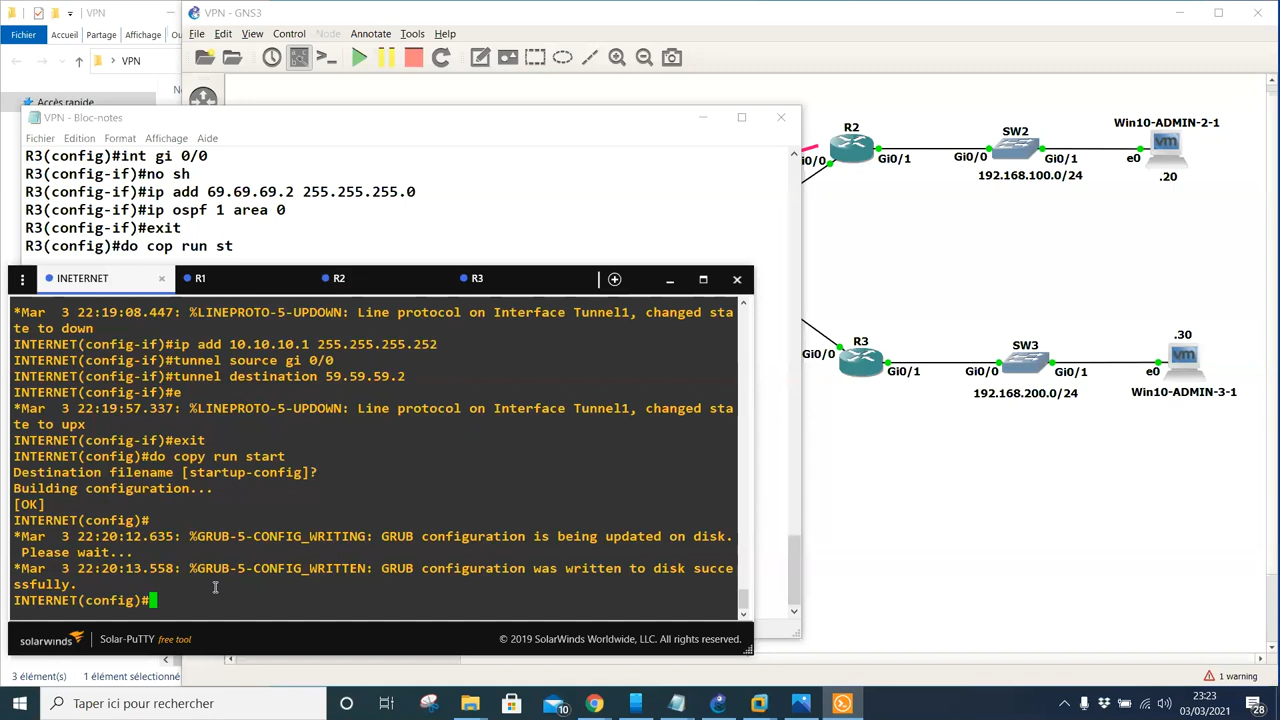 VPN
VPN - GNS3
Fichier
Accueil
Partage
Affichage
File
Edit
View
Control
Node
Annotate
Tools
Help
VPN
Accès rapide
VPN - Bloc-notes
Fichier
Edition
Format
Affichage
Aide
R3(config)#int gi 0/0
R3(config-if)#no sh
R3(config-if)#ip add 69.69.69.2 255.255.255.0
R3(config-if)#ip ospf 1 area 0
R3(config-if)#exit
R3(config)#do cop run st
INETERNET
R1
R2
R3
*Mar  3 22:19:08.447: %LINEPROTO-5-UPDOWN: Line protocol on Interface Tunnel1, changed sta
te to down
INTERNET(config-if)#ip add 10.10.10.1 255.255.255.252
INTERNET(config-if)#tunnel source gi 0/0
INTERNET(config-if)#tunnel destination 59.59.59.2
INTERNET(config-if)#e
*Mar  3 22:19:57.337: %LINEPROTO-5-UPDOWN: Line protocol on Interface Tunnel1, changed sta
te to upx
INTERNET(config-if)#exit
INTERNET(config)#do copy run start
Destination filename [startup-config]?
Building configuration...
[OK]
INTERNET(config)#
*Mar  3 22:20:12.635: %GRUB-5-CONFIG_WRITING: GRUB configuration is being updated on disk.
 Please wait...
*Mar  3 22:20:13.558: %GRUB-5-CONFIG_WRITTEN: GRUB configuration was written to disk succe
ssfully.
INTERNET(config)#
solarwinds
Solar-PuTTY free tool
© 2019 SolarWinds Worldwide, LLC. All rights reserved.
R2
Gi0/0
Gi0/1
SW2
Gi0/0
Gi0/1
192.168.100.0/24
Win10-ADMIN-2-1
vm
e0
.20
R3
Gi0/0
Gi0/1
SW3
Gi0/0
Gi0/1
192.168.200.0/24
.30
vm
e0
Win10-ADMIN-3-1
3 élément(s)
1 élément sélectionné
1 warning
Taper ici pour rechercher
10
23:23
03/03/2021
28